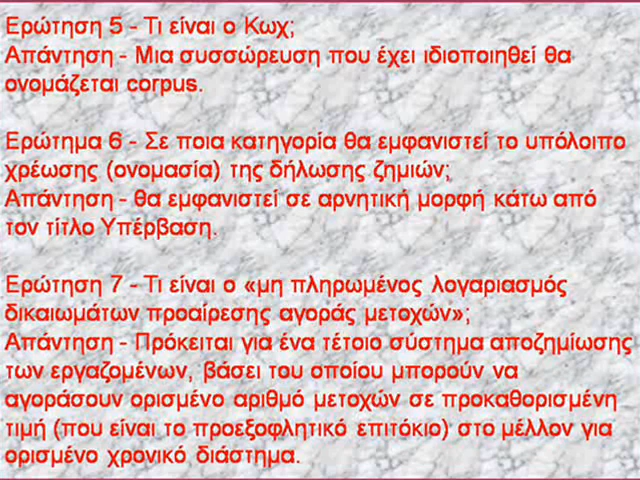 Ερώτηση 5 - Τι είναι ο Κωχ;
Απάντηση - Μια συσσώρευση που έχει ιδιοποιηθεί θα
ονομάζεται corpus.
Ερώτημα 6 - Σε ποια κατηγορία θα εμφανιστεί το υπόλοιπο
χρέωσης (ονομασία) της δήλωσης ζημιών;
Απάντηση - θα εμφανιστεί σε αρνητική μορφή κάτω από
τον τίτλο Υπέρβαση.
Ερώτηση 7 - Τι είναι ο «μη πληρωμένος λογαριασμός
δικαιωμάτων προαίρεσης αγοράς μετοχών»;
Απάντηση - Πρόκειται για ένα τέτοιο σύστημα αποζημίωσης
των εργαζομένων, βάσει του οποίου μπορούν να
αγοράσουν ορισμένο αριθμό μετοχών σε προκαθορισμένη
τιμή (που είναι το προεξοφλητικό επιτόκιο) στο μέλλον για
ορισμένο χρονικό διάστημα.